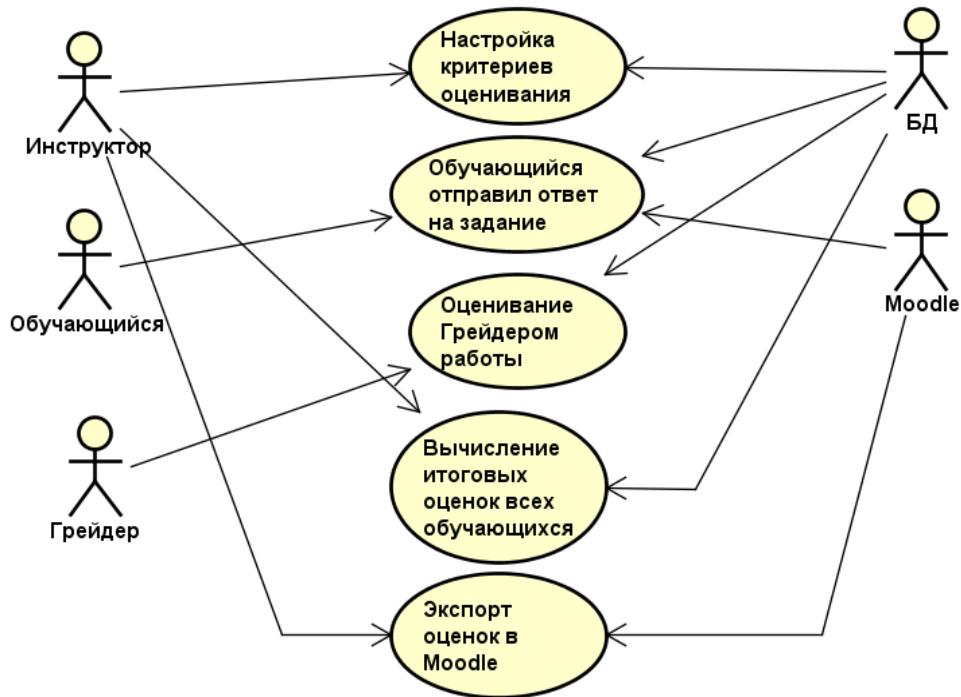 Настройка
критериев
оценивания
Инструктор
БД
Обучающийся
отправил ответ
на задание
Обучающийся
Moodle
Оценивание
Грейдером
работы
Грейдер
Вычисление
итоговых
оценок всех
обучающихся
Экспорт
оценок в
Moodle